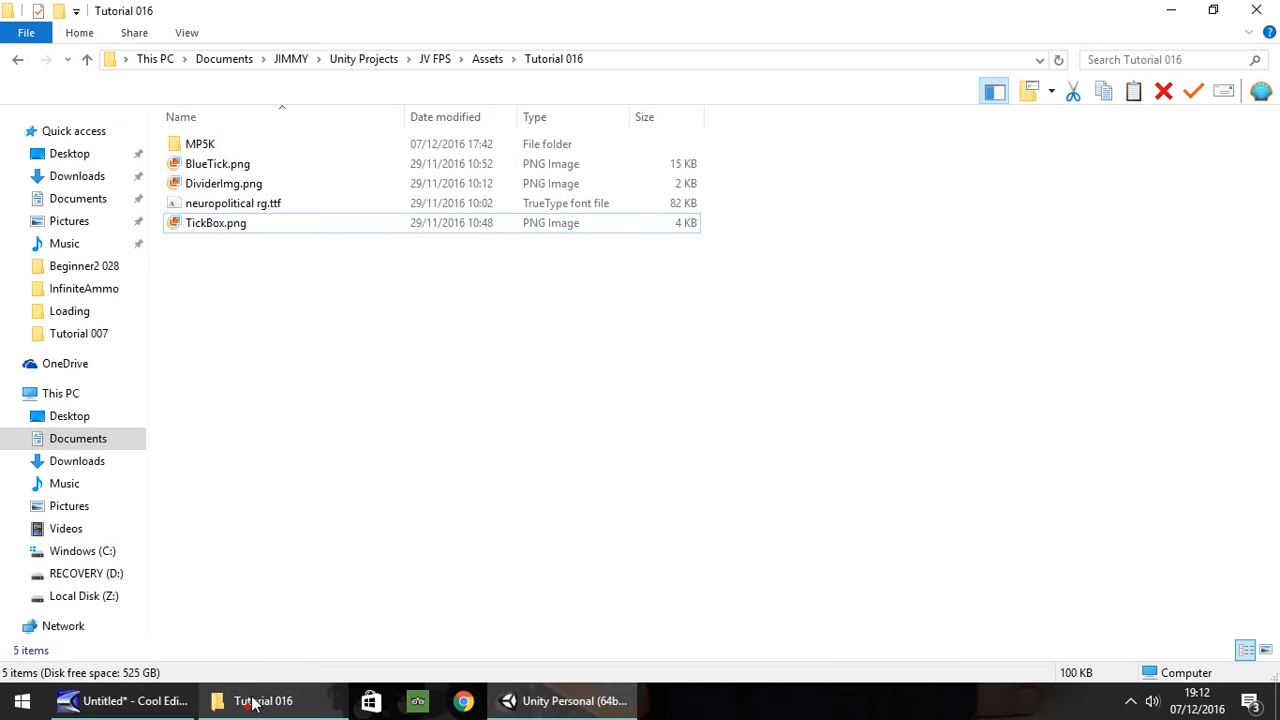 Tutorial 016
File Home Share View
This PC Documents JIMMY Unity Projects JV FPS Assets Tutorial 016
Search Tutorial 016
Name Date modified Type Size
MP5K 07/12/2016 17:42 File folder
BlueTick.png 29/11/2016 10:52 PNG Image 15 KB
DividerImg.png 29/11/2016 10:12 PNG Image 2 KB
neuropolitical rg.ttf 29/11/2016 10:02 TrueType font file 82 KB
TickBox.png 29/11/2016 10:48 PNG Image 4 KB
Quick access
Desktop
Downloads
Documents
Pictures
Music
Beginner2 028
InfiniteAmmo
Loading
Tutorial 007
OneDrive
This PC
Desktop
Documents
Downloads
Music
Pictures
Videos
Windows (C:)
RECOVERY (D:)
Local Disk (Z:)
Network
5 items
5 items (Disk free space: 525 GB) 100 KB Computer
Untitled* - Cool Edi... Tutorial 016 Unity Personal (64b... 19:12
07/12/2016
3